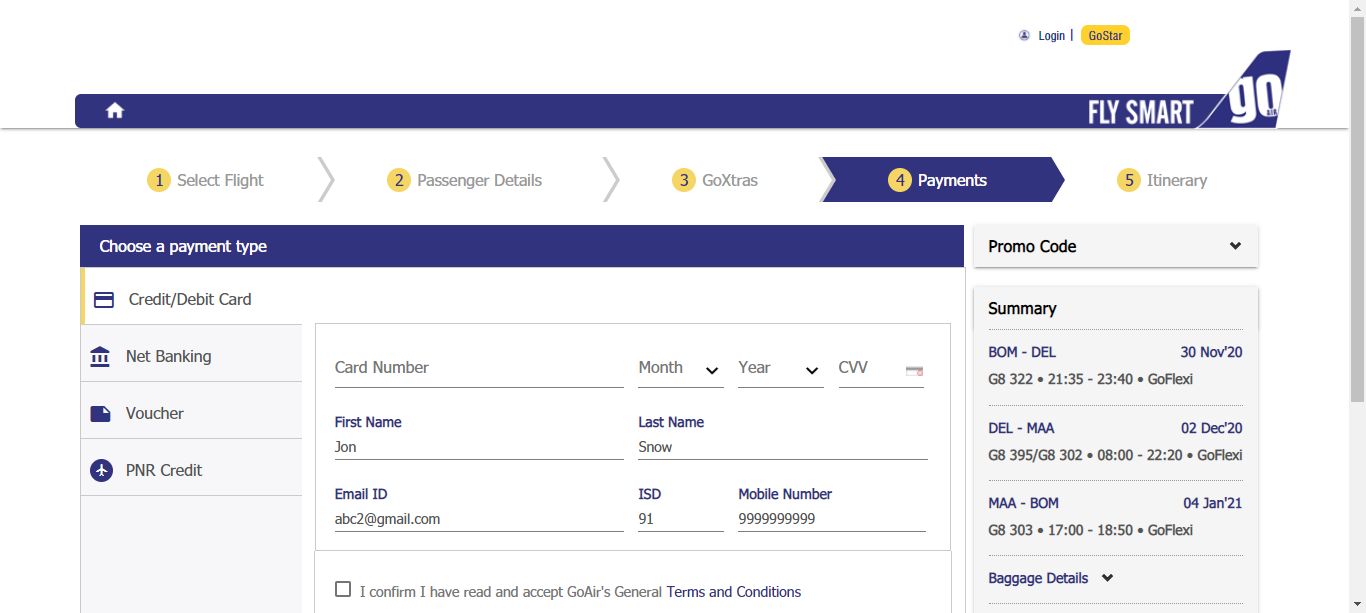 Login | GoStar
FLY SMART go AIR
1 Select Flight 2 Passenger Details 3 GoXtras 4 Payments 5 Itinerary
Choose a payment type
Credit/Debit Card
Net Banking
Voucher
PNR Credit
Card Number Month Year CVV
First Name Last Name
Jon Snow
Email ID ISD Mobile Number
abc2@gmail.com 91 9999999999
I confirm I have read and accept GoAir's General Terms and Conditions
Promo Code
Summary
BOM - DEL 30 Nov'20
G8 322 • 21:35 - 23:40 • GoFlexi
DEL - MAA 02 Dec'20
G8 395/G8 302 • 08:00 - 22:20 • GoFlexi
MAA - BOM 04 Jan'21
G8 303 • 17:00 - 18:50 • GoFlexi
Baggage Details